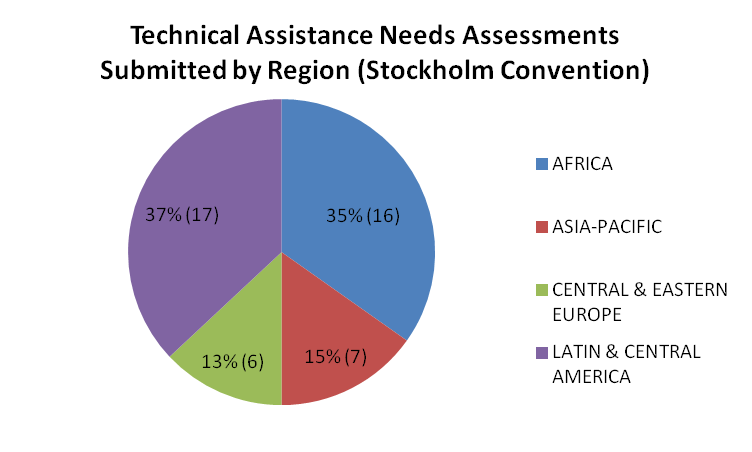 Technical Assistance Needs Assessments
Submitted by Region (Stockholm Convention)
37% (17)
35% (16)
13% (6)
15% (7)
AFRICA
ASIA-PACIFIC
CENTRAL & EASTERN
EUROPE
LATIN & CENTRAL
AMERICA